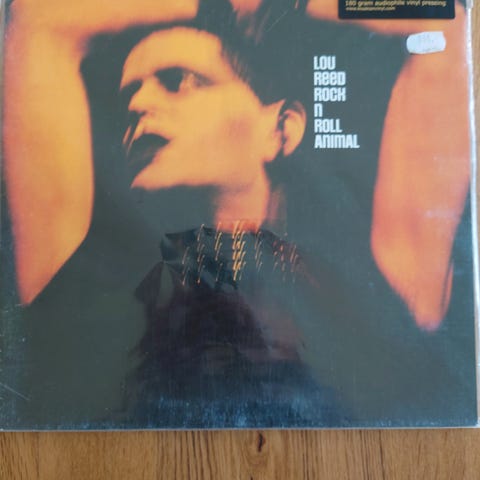 180 gram audiophile vinyl pressing
LOU
REED
ROCK
N
ROLL
ANIMAL